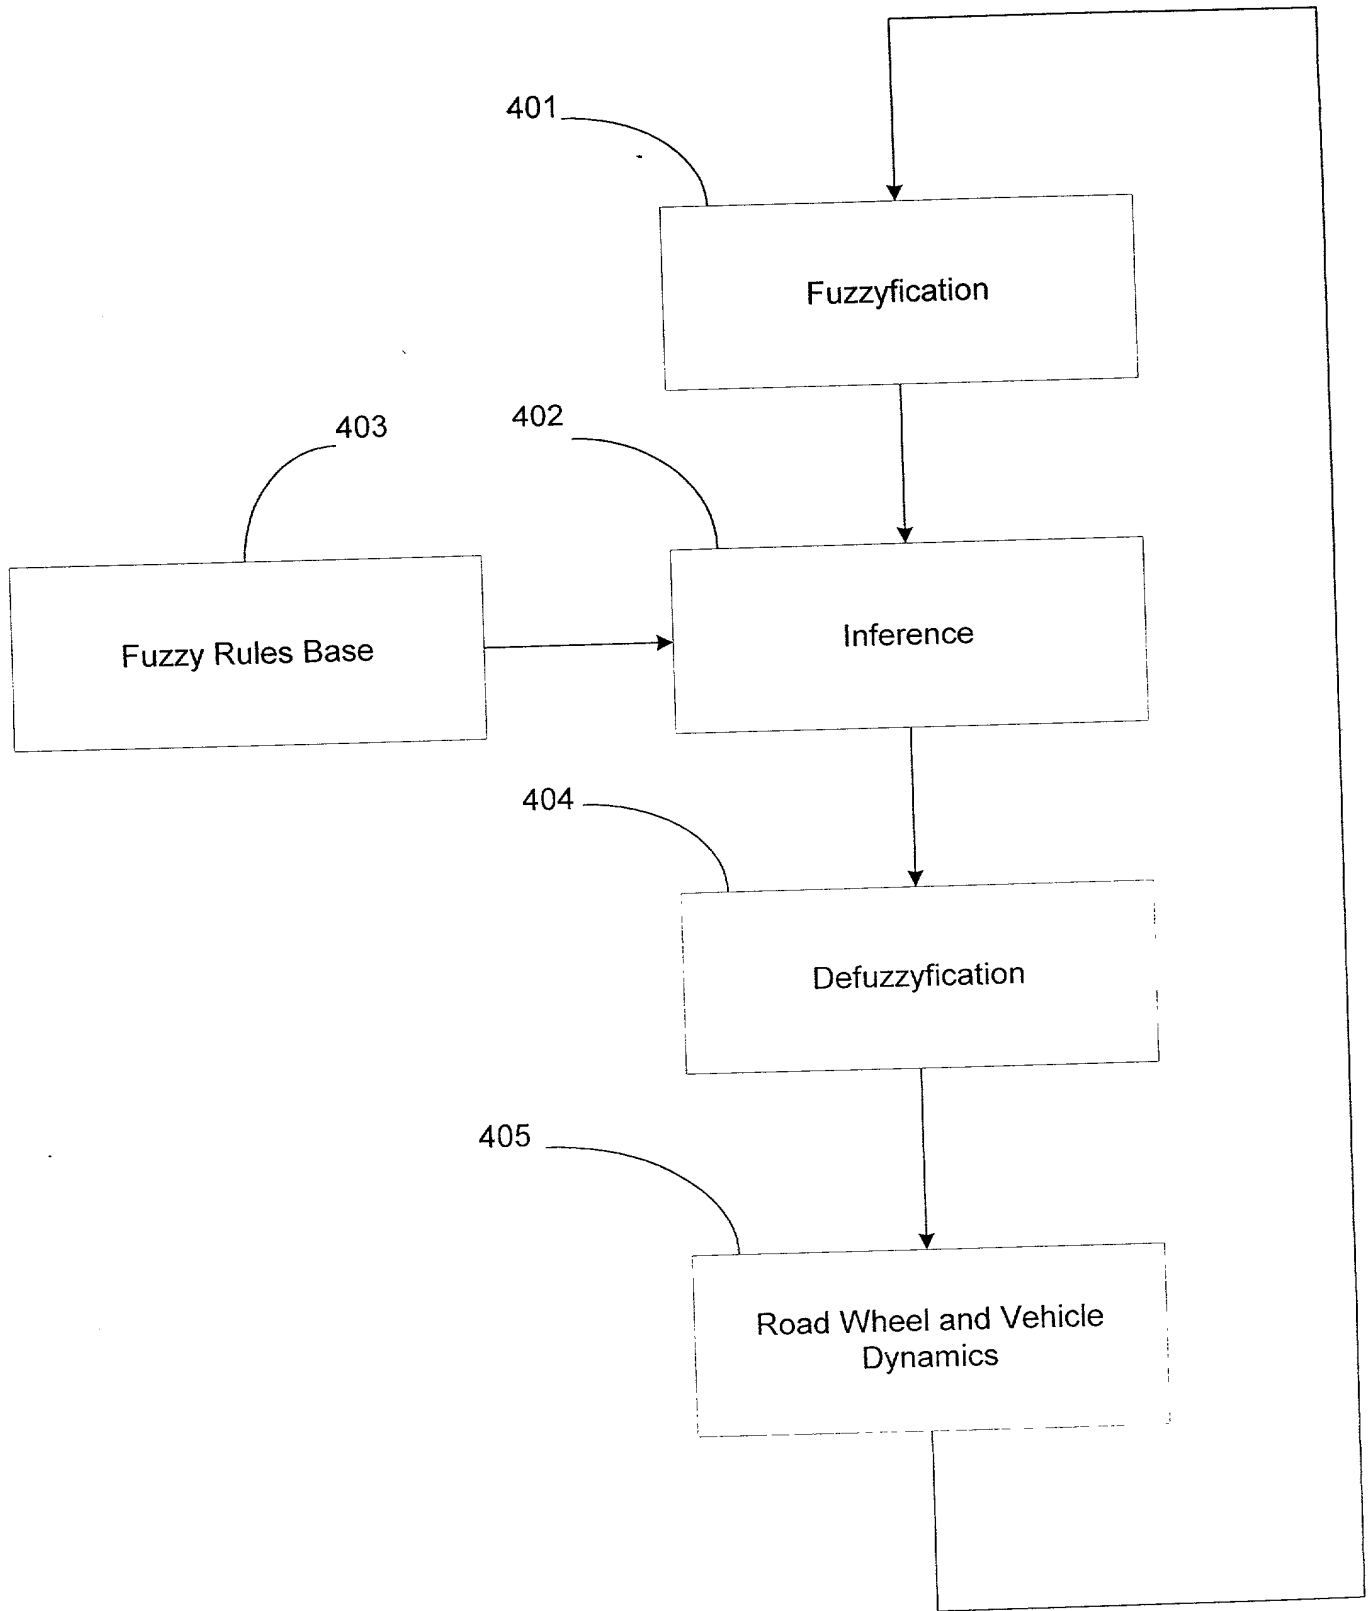 401
Fuzzyfication
403
402
Fuzzy Rules Base
Inference
404
Defuzzyfication
405
Road Wheel and Vehicle
Dynamics